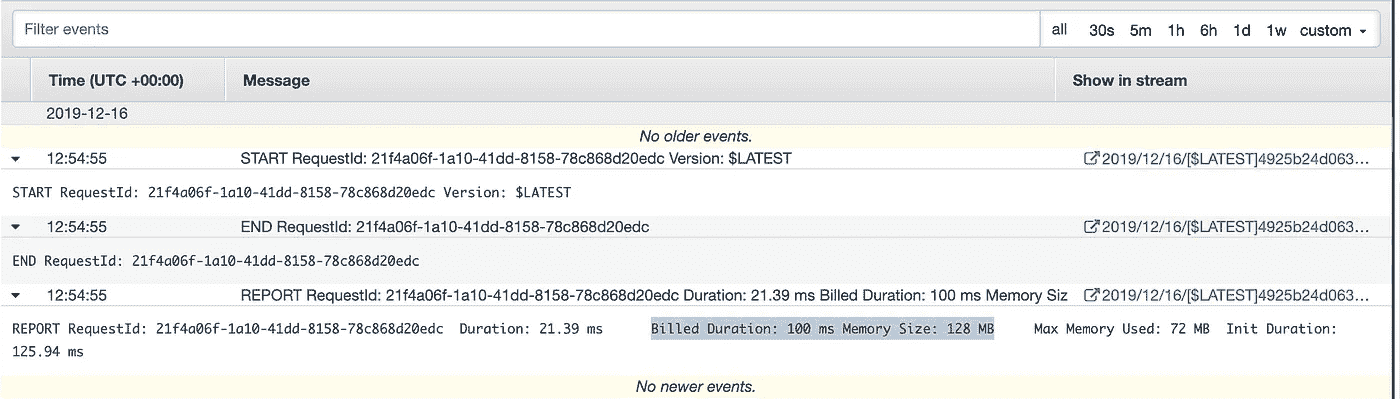 Filter events all 30s 5m 1h 6h 1d 1w custom
Time (UTC +00:00) Message Show in stream
2019-12-16
No older events.
12:54:55 START RequestId: 21f4a06f-1a10-41dd-8158-78c868d20edc Version: $LATEST 2019/12/16/[$LATEST]4925b24d063...
START RequestId: 21f4a06f-1a10-41dd-8158-78c868d20edc Version: $LATEST
12:54:55 END RequestId: 21f4a06f-1a10-41dd-8158-78c868d20edc 2019/12/16/[$LATEST]4925b24d063...
END RequestId: 21f4a06f-1a10-41dd-8158-78c868d20edc
12:54:55 REPORT RequestId: 21f4a06f-1a10-41dd-8158-78c868d20edc Duration: 21.39 ms Billed Duration: 100 ms Memory Siz 2019/12/16/[$LATEST]4925b24d063...
REPORT RequestId: 21f4a06f-1a10-41dd-8158-78c868d20edc Duration: 21.39 ms Billed Duration: 100 ms Memory Size: 128 MB Max Memory Used: 72 MB Init Duration:
125.94 ms
No newer events.